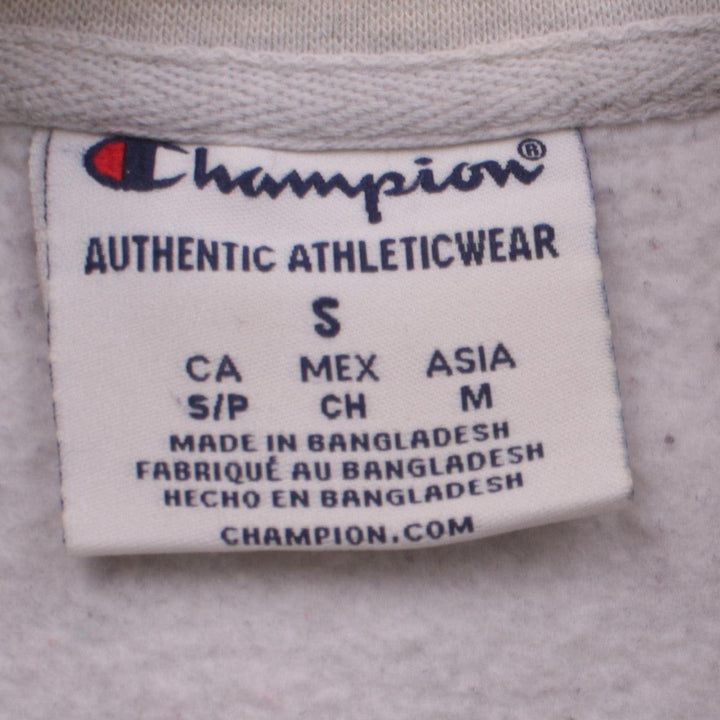 Champion®
AUTHENTIC ATHLETICWEAR
S
CA MEX ASIA
S/P CH M
MADE IN BANGLADESH
FABRIQUÉ AU BANGLADESH
HECHO EN BANGLADESH
CHAMPION.COM